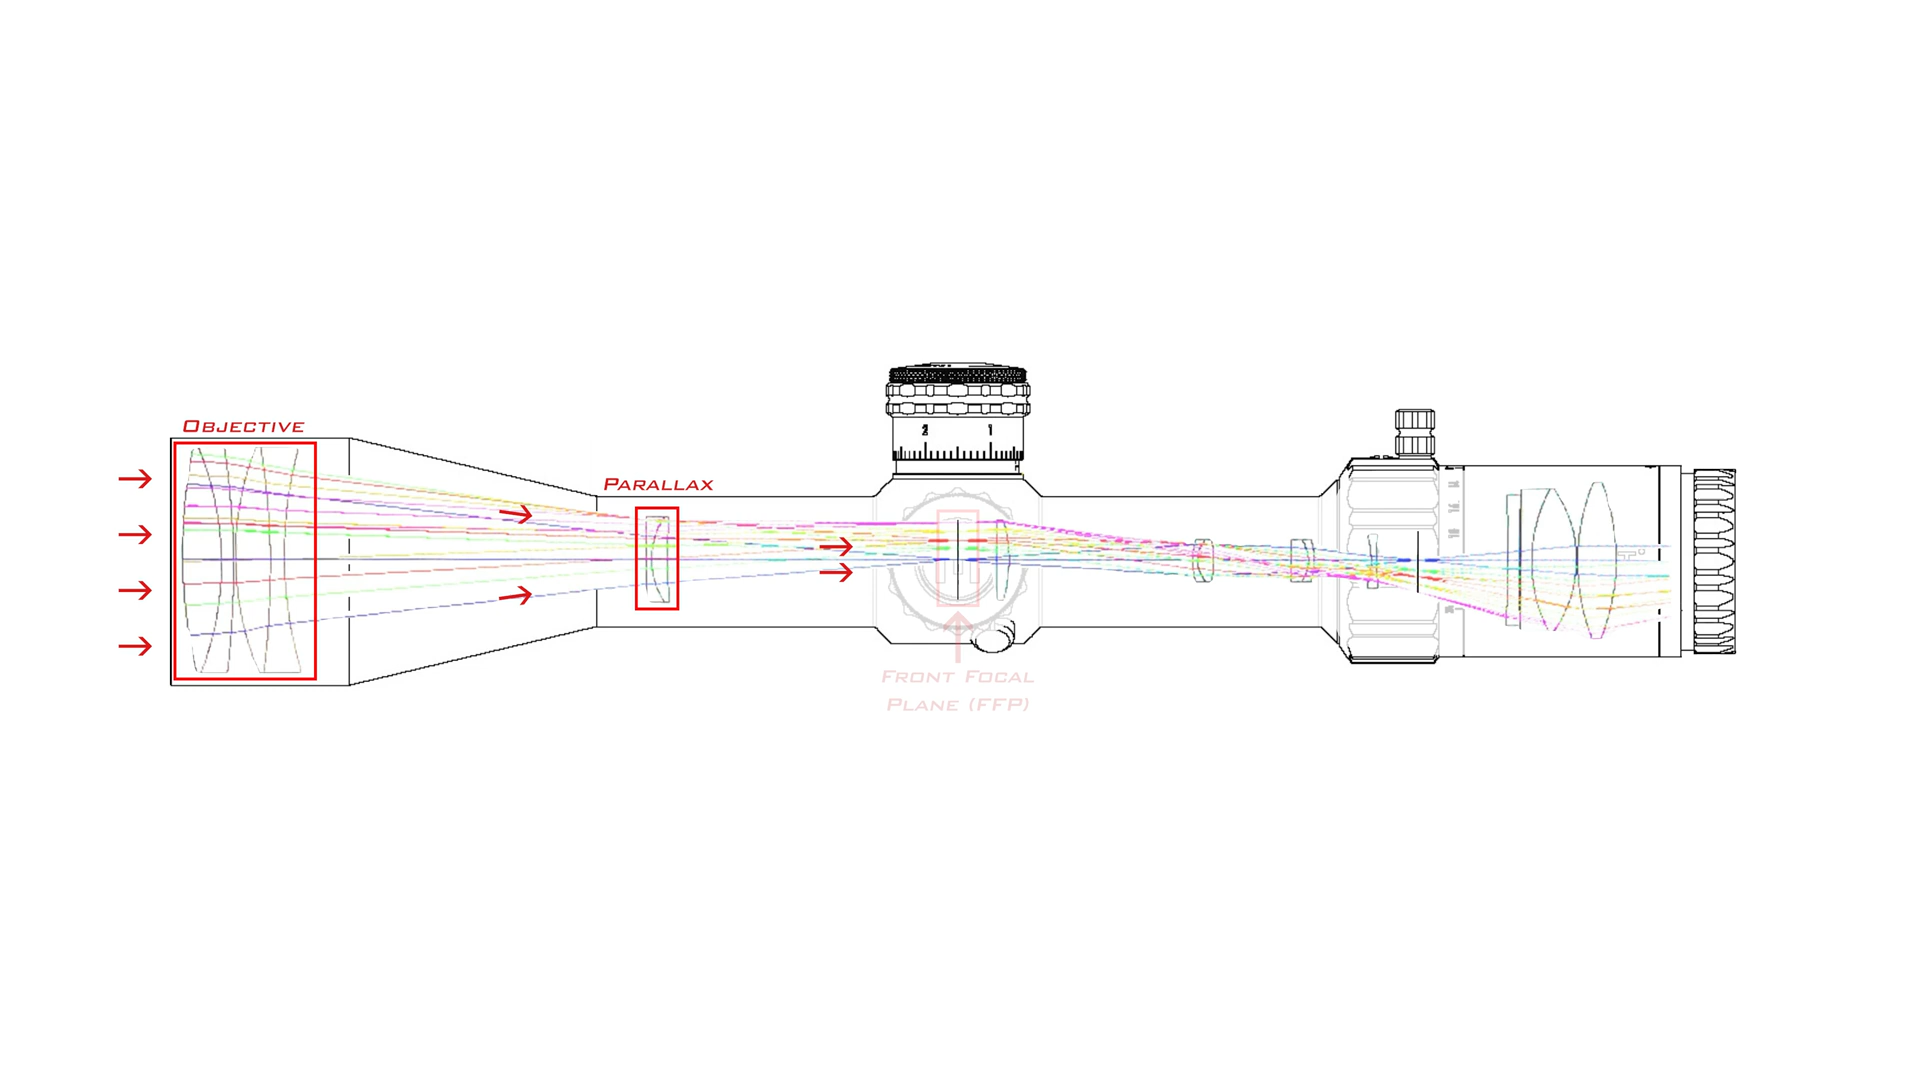 OBJECTIVE
PARALLAX
2 1
FRONT FOCAL
PLANE (FFP)